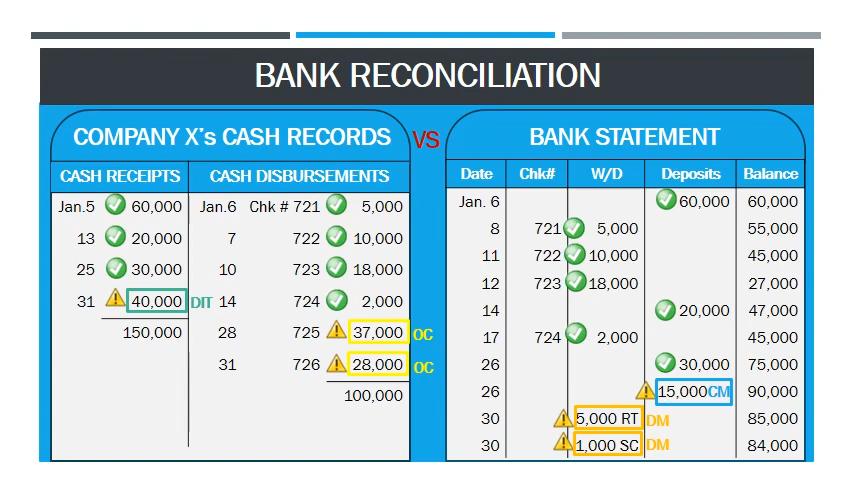 BANK RECONCILIATION
COMPANY X's CASH RECORDS
VS
BANK STATEMENT
CASH RECEIPTS CASH DISBURSEMENTS
Jan.5 60,000 Jan.6 Chk # 721 5,000
13 20,000 7 722 10,000
25 30,000 10 723 18,000
31 40,000 DIT 14 724 2,000
150,000 28 725 37,000 OC
31 726 28,000 OC
100,000
Date Chk# W/D Deposits Balance
Jan. 6 60,000 60,000
8 721 5,000 55,000
11 722 10,000 45,000
12 723 18,000 27,000
14 20,000 47,000
17 724 2,000 45,000
26 30,000 75,000
26 15,000 CM 90,000
30 5,000 RT DM 85,000
30 1,000 SC DM 84,000